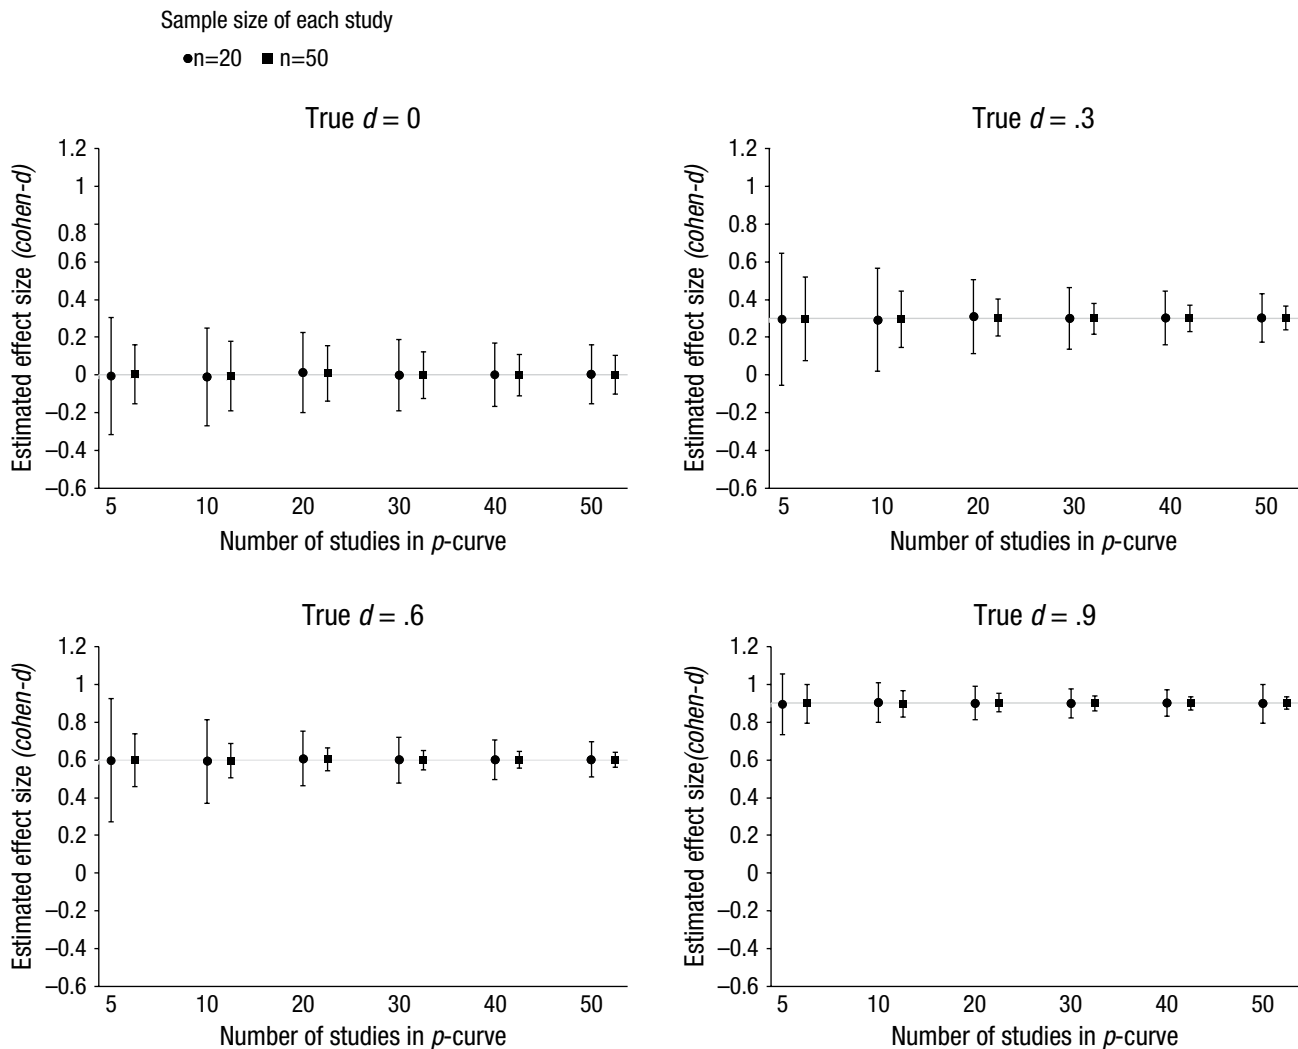 Sample size of each study
n=20 n=50
True d = 0
Estimated effect size (cohen-d)
1.2
1
0.8
0.6
0.4
0.2
0
–0.2
–0.4
–0.6
5 10 20 30 40 50
Number of studies in p-curve
True d = .3
Estimated effect size (cohen-d)
1.2
1
0.8
0.6
0.4
0.2
0
–0.2
–0.4
–0.6
5 10 20 30 40 50
Number of studies in p-curve
True d = .6
Estimated effect size (cohen-d)
1.2
1
0.8
0.6
0.4
0.2
0
–0.2
–0.4
–0.6
5 10 20 30 40 50
Number of studies in p-curve
True d = .9
Estimated effect size(cohen-d)
1.2
1
0.8
0.6
0.4
0.2
0
–0.2
–0.4
–0.6
5 10 20 30 40 50
Number of studies in p-curve